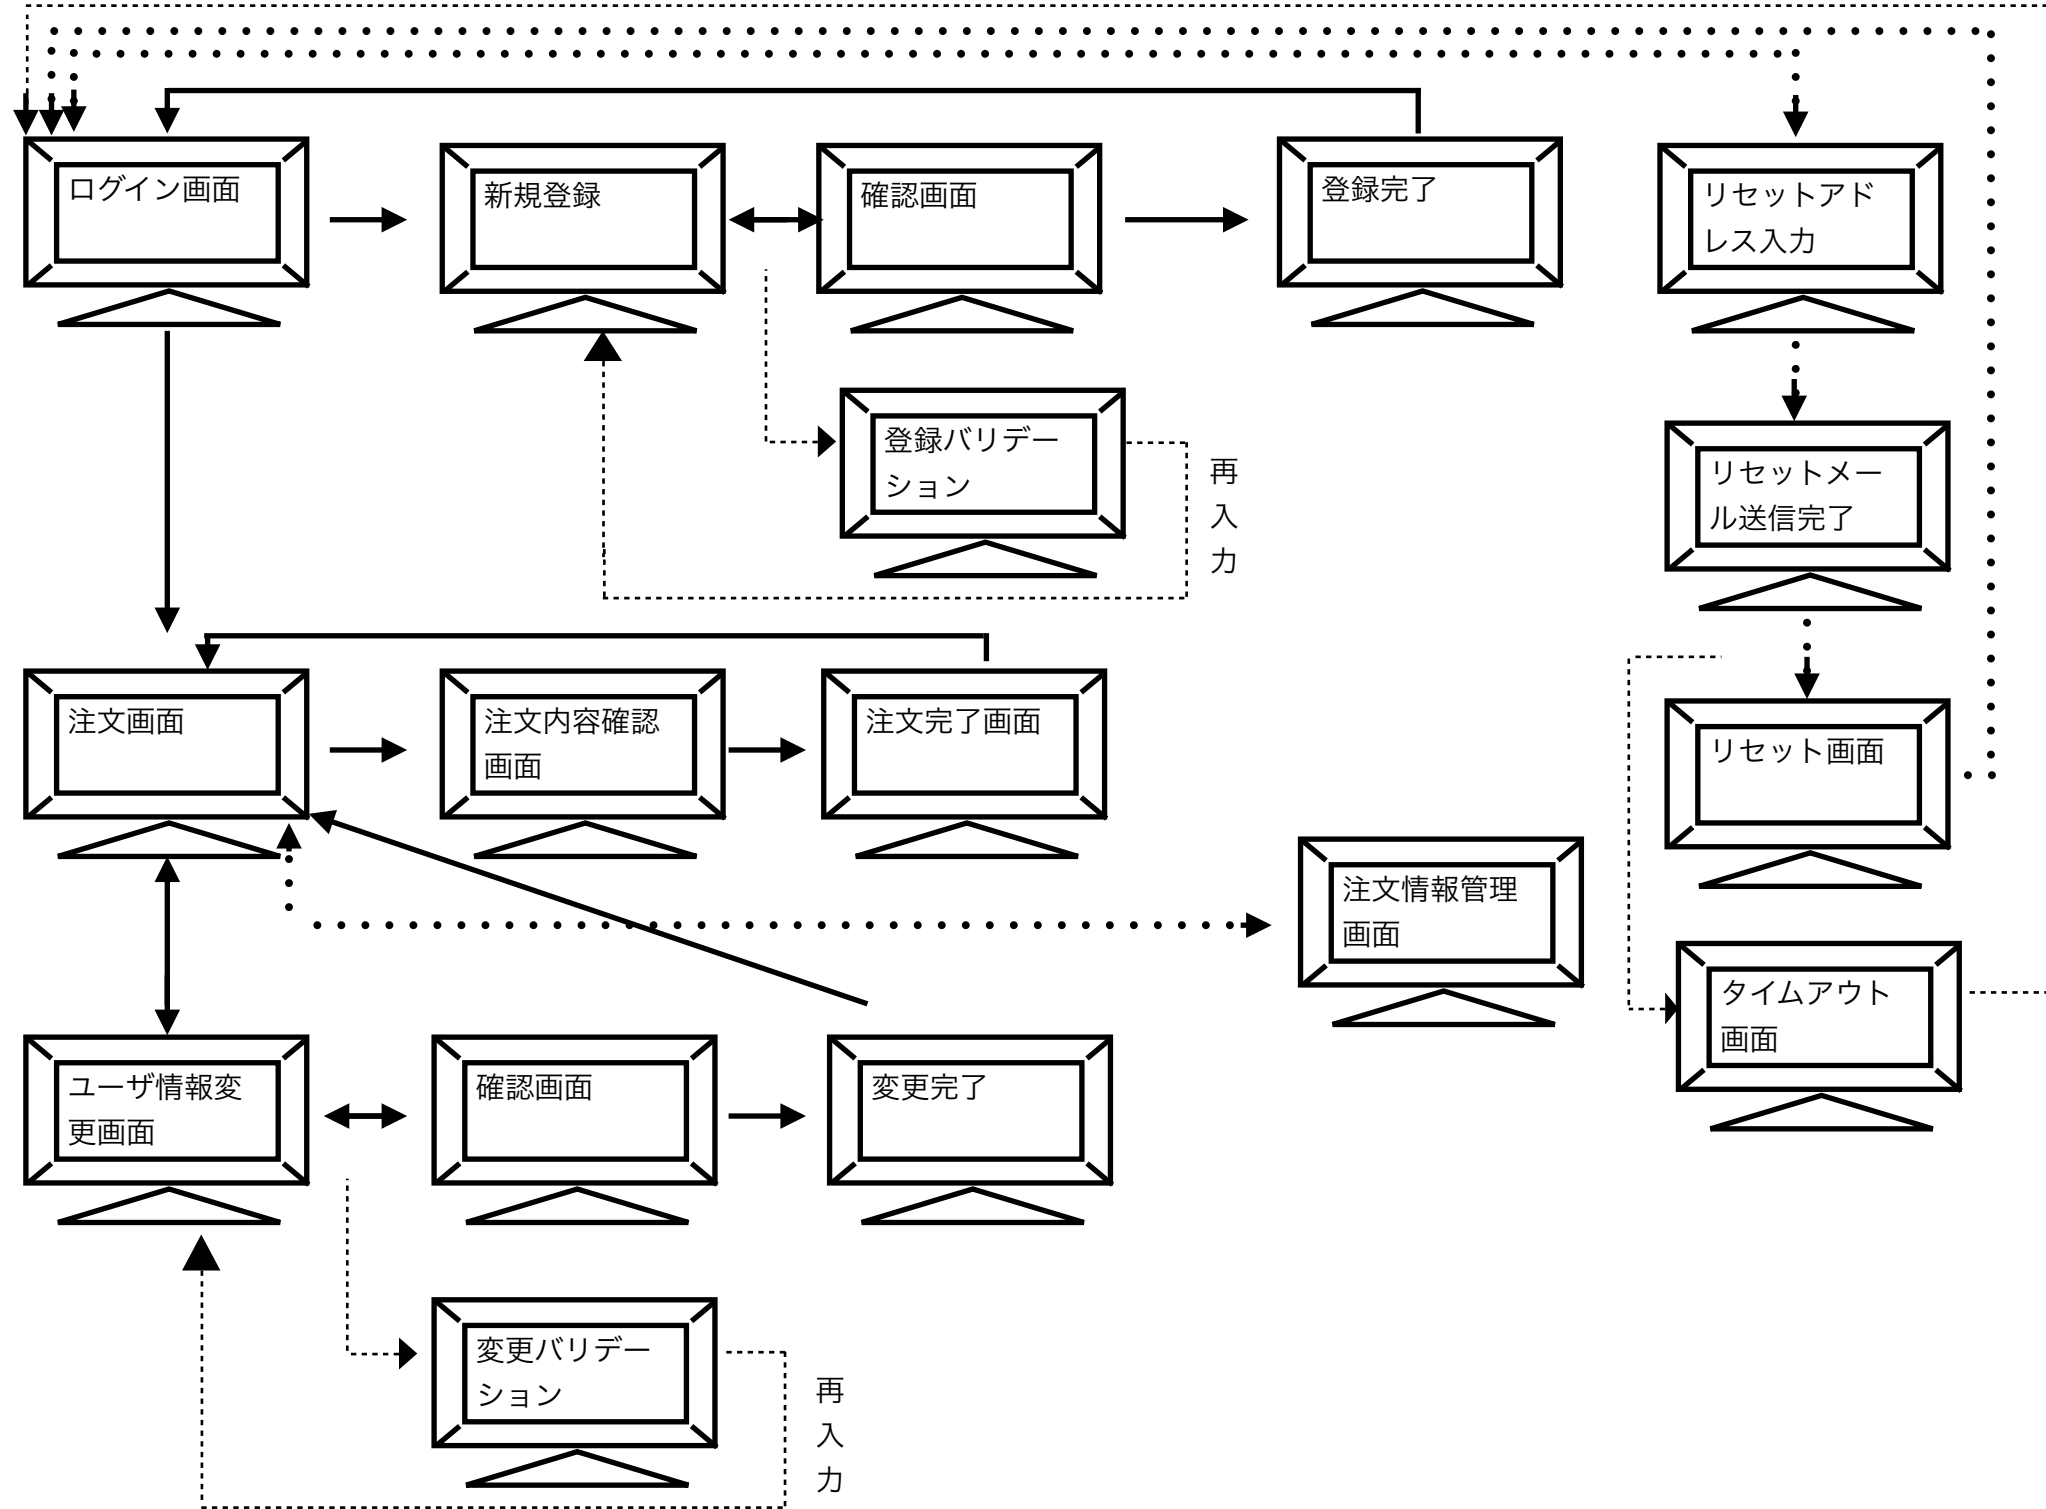 ログイン画面
新規登録
確認画面
登録完了
リセットアド
レス入力
登録バリデー
ション
再
入
力
リセットメー
ル送信完了
注文画面
注文内容確認
画面
注文完了画面
リセット画面
注文情報管理
画面
タイムアウト
画面
ユーザ情報変
更画面
確認画面
変更完了
変更バリデー
ション
再
入
力